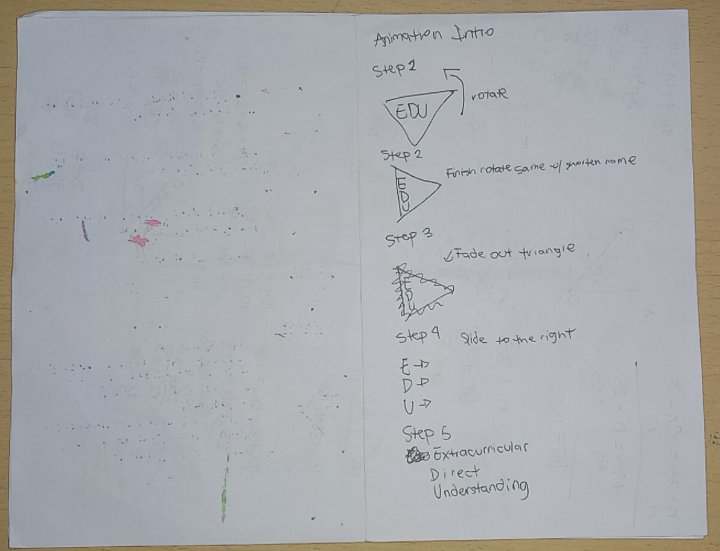 Animation Intro
Step 1
rotate
EDU
Step 2
Finish rotate same w/ shorten name
E
D
U
Step 3
Fade out triangle
E
D
U
Step 4 Slide to the right
E
D
U
Step 5
Extracurricular
Direct
Understanding